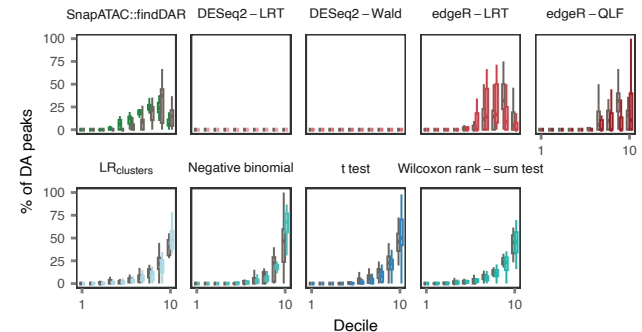 SnapATAC::findDAR DESeq2–LRT DESeq2–Wald edgeR–LRT edgeR–QLF
100
75
50
25
0
1 10
% of DA peaks
LRclusters Negative binomial t test Wilcoxon rank–sum test
100
75
50
25
0
1 10 1 10 1 10 1 10
Decile